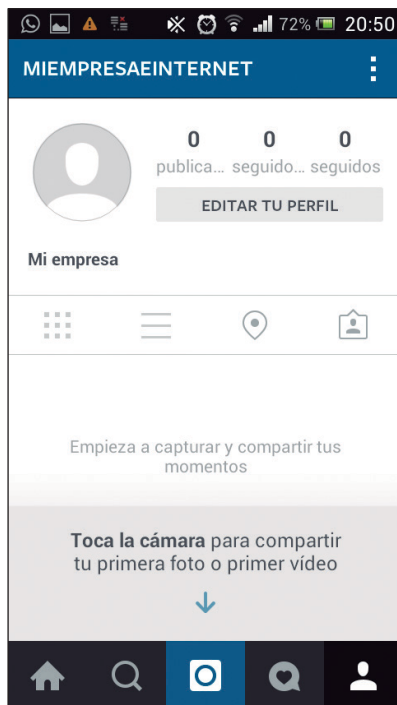 72% 20:50
MIEMPRESAEINTERNET
0 0 0
publica... seguido... seguidos
EDITAR TU PERFIL
Mi empresa
Empieza a capturar y compartir tus
momentos
Toca la cámara para compartir
tu primera foto o primer vídeo